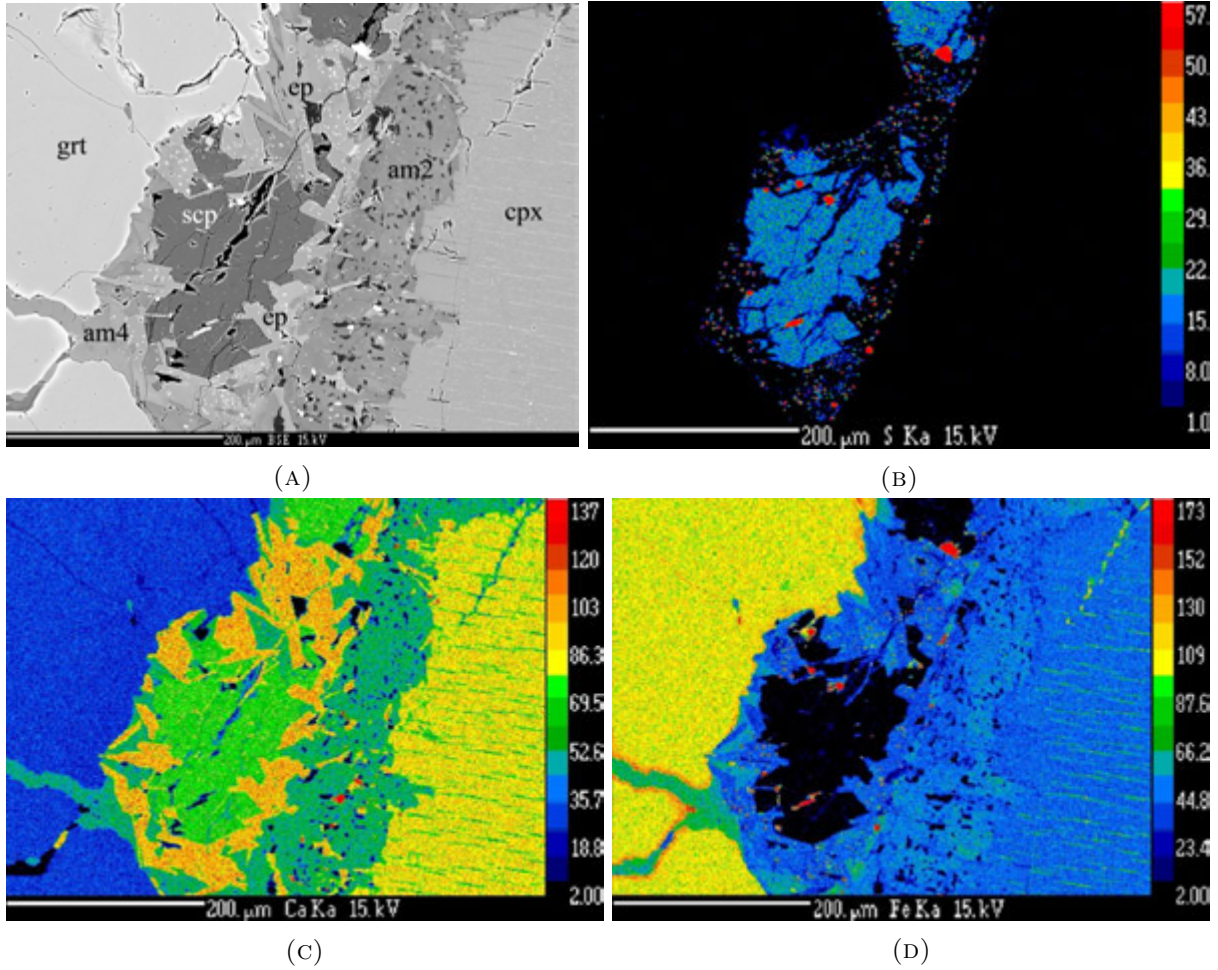 grt
ep
am2
scp
cpx
ep
am4
200.µm BSE 15.kV
57.
50.
43.
36.
29.
22.
15.
8.0
1.0
200.µm S Ka 15.kV
(A)
(B)
137
120
103
86.3
69.5
52.6
35.7
18.8
2.00
200.µm CaKa 15.kV
173
152
130
109
87.6
66.2
44.8
23.4
2.00
200.µm FeKa 15.kV
(C)
(D)